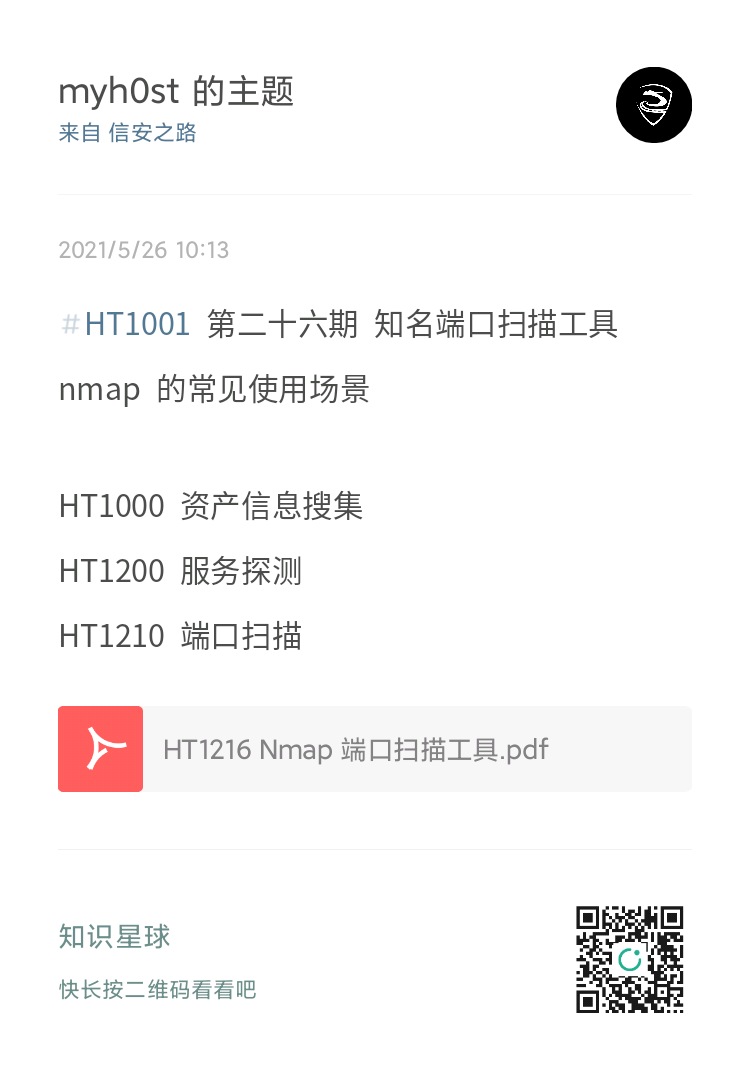 myh0st 的主题
来自 信安之路
2021/5/26 10:13
#HT1001 第二十六期 知名端口扫描工具
nmap 的常见使用场景
HT1000 资产信息搜集
HT1200 服务探测
HT1210 端口扫描
HT1216 Nmap 端口扫描工具.pdf
知识星球
快长按二维码看看吧